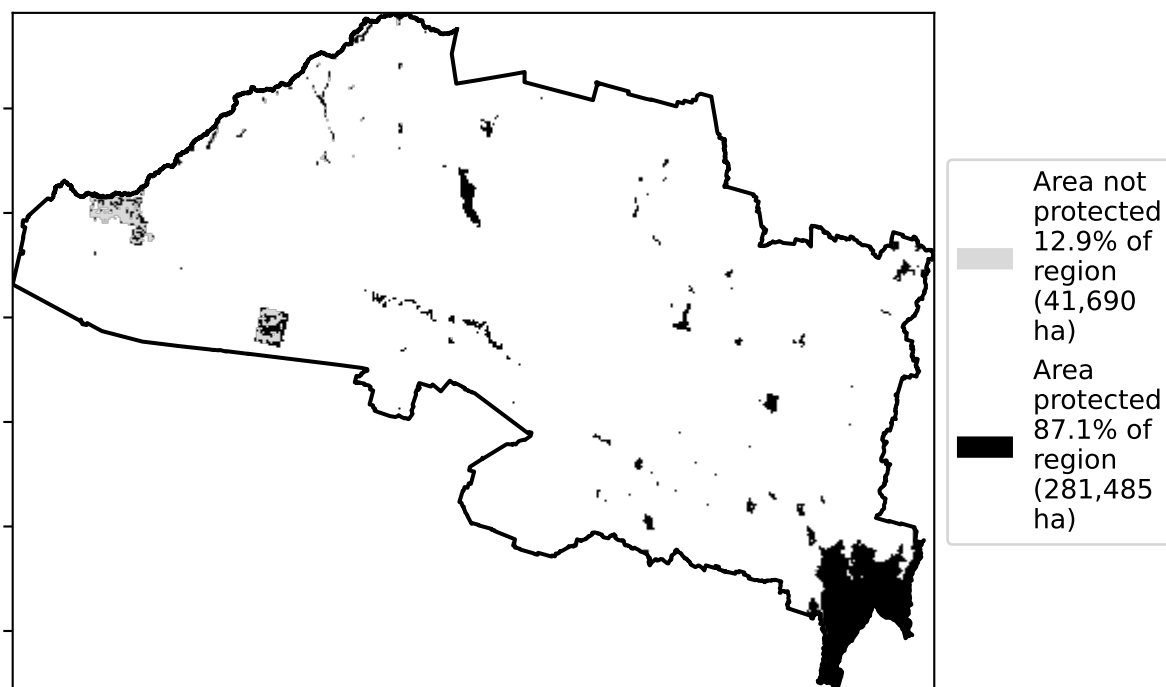 Area not
protected
12.9% of
region
(41,690
ha)
Area
protected
87.1% of
region
(281,485
ha)